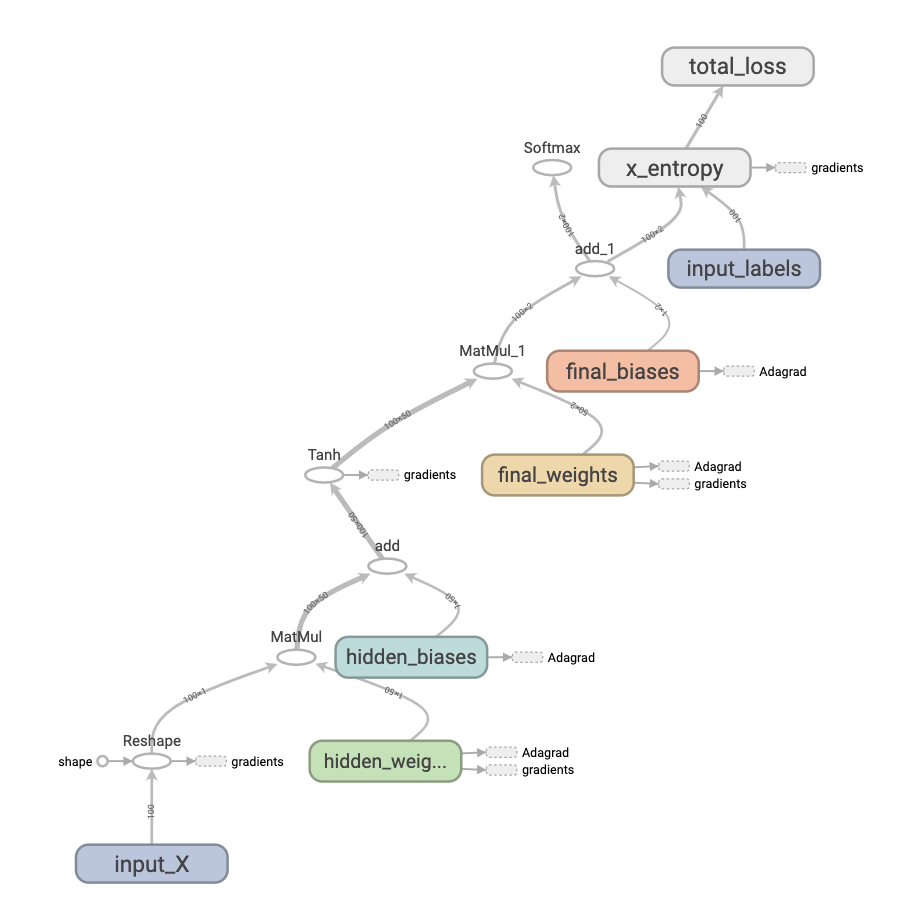 total_loss
100
Softmax
x_entropy
gradients
100×2
100×2
100
add_1
input_labels
100×2
1×2
MatMul_1
final_biases
Adagrad
100×50
50×2
Tanh
gradients
final_weights
Adagrad
gradients
100×50
add
100×50
1×50
MatMul
hidden_biases
Adagrad
100×1
1×50
Reshape
shape
gradients
hidden_weig...
Adagrad
gradients
100
input_X